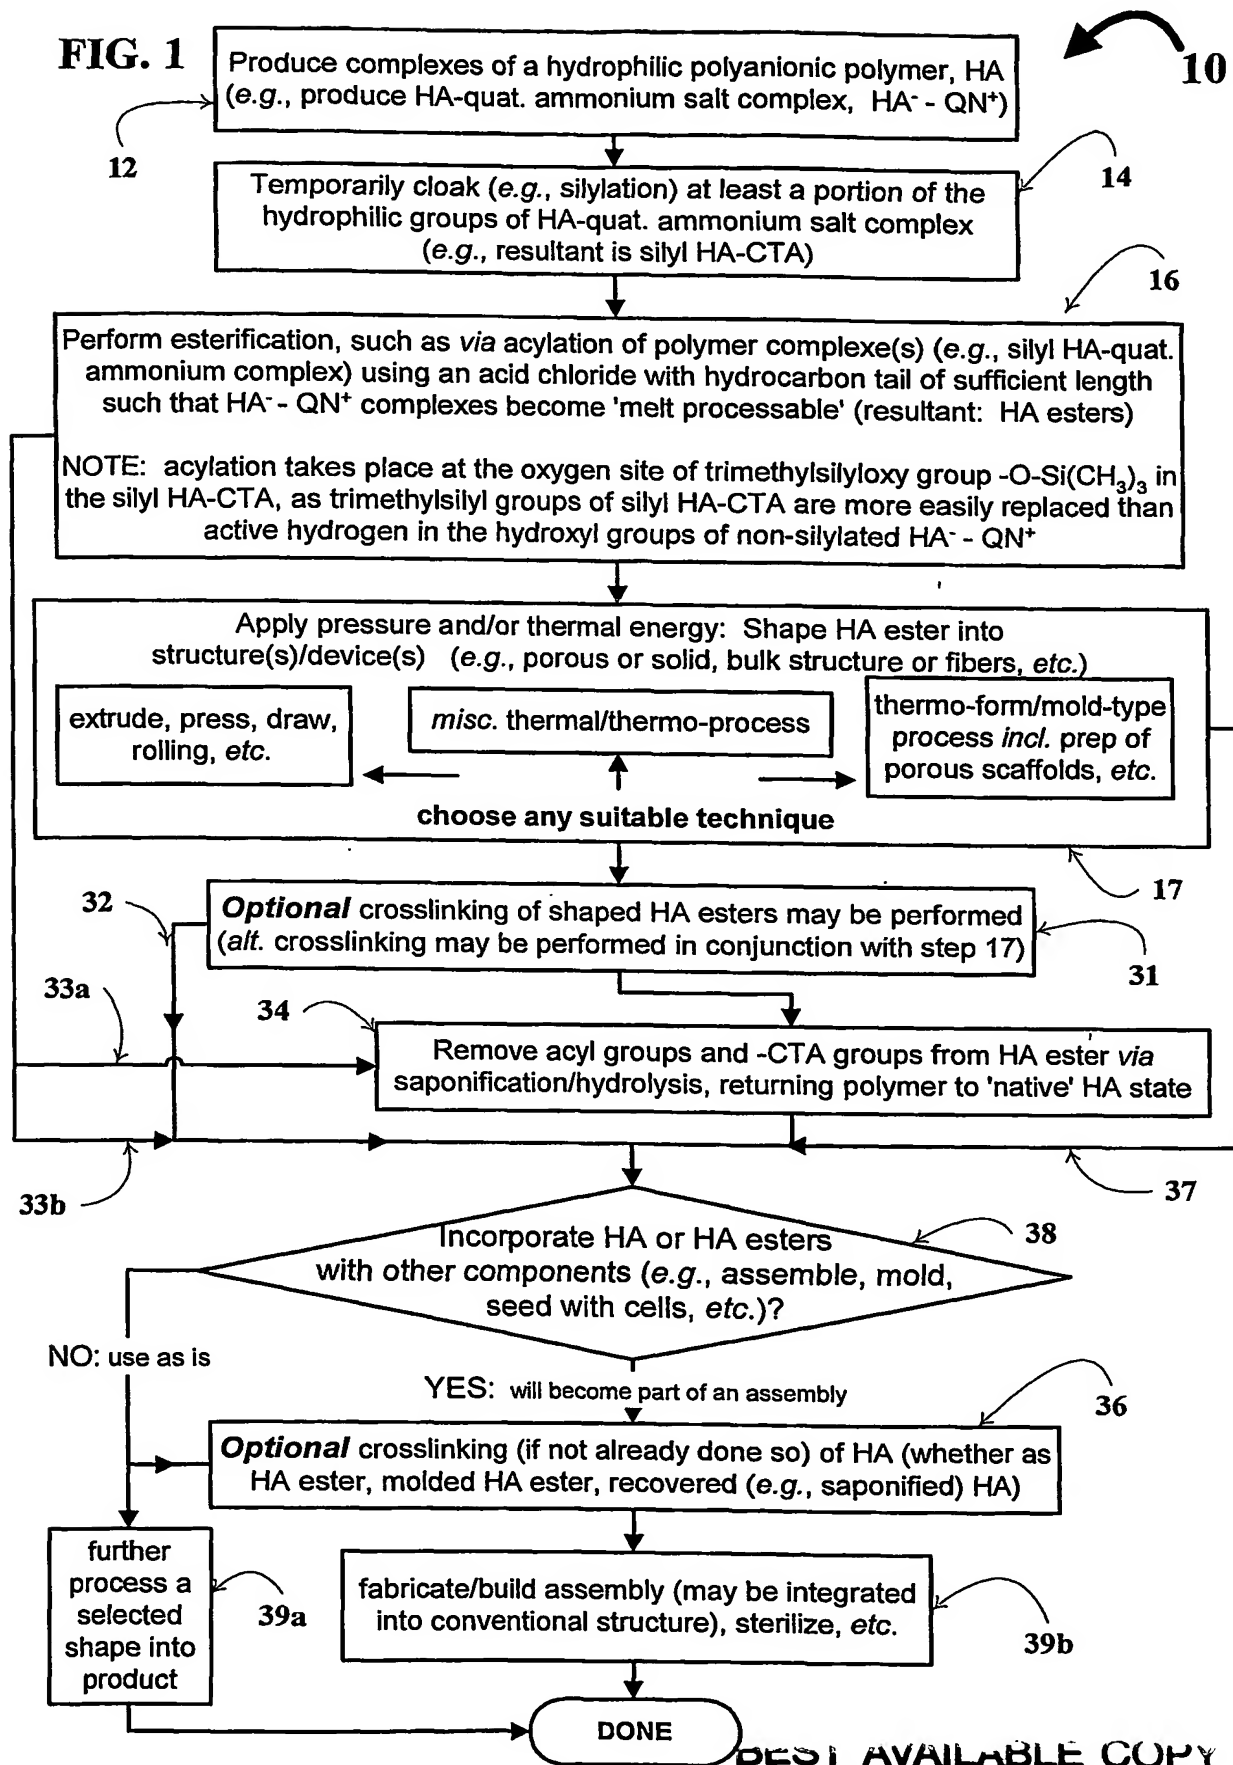 FIG. 1
10
Produce complexes of a hydrophilic polyanionic polymer, HA
(e.g., produce HA-quat. ammonium salt complex, HA⁻ - QN⁺)
12
14
Temporarily cloak (e.g., silylation) at least a portion of the
hydrophilic groups of HA-quat. ammonium salt complex
(e.g., resultant is silyl HA-CTA)
16
Perform esterification, such as via acylation of polymer complexe(s) (e.g., silyl HA-quat.
ammonium complex) using an acid chloride with hydrocarbon tail of sufficient length
such that HA⁻ - QN⁺ complexes become 'melt processable' (resultant: HA esters)
NOTE: acylation takes place at the oxygen site of trimethylsilyloxy group -O-Si(CH₃)₃ in
the silyl HA-CTA, as trimethylsilyl groups of silyl HA-CTA are more easily replaced than
active hydrogen in the hydroxyl groups of non-silylated HA⁻ - QN⁺
Apply pressure and/or thermal energy: Shape HA ester into
structure(s)/device(s) (e.g., porous or solid, bulk structure or fibers, etc.)
extrude, press, draw,
rolling, etc.
misc. thermal/thermo-process
thermo-form/mold-type
process incl. prep of
porous scaffolds, etc.
choose any suitable technique
17
32
Optional crosslinking of shaped HA esters may be performed
(alt. crosslinking may be performed in conjunction with step 17)
31
33a
34
Remove acyl groups and -CTA groups from HA ester via
saponification/hydrolysis, returning polymer to 'native' HA state
33b
37
38
Incorporate HA or HA esters
with other components (e.g., assemble, mold,
seed with cells, etc.)?
NO: use as is
YES: will become part of an assembly
36
Optional crosslinking (if not already done so) of HA (whether as
HA ester, molded HA ester, recovered (e.g., saponified) HA)
further
process a
selected
shape into
product
39a
fabricate/build assembly (may be integrated
into conventional structure), sterilize, etc.
39b
DONE
BEST AVAILABLE COPY